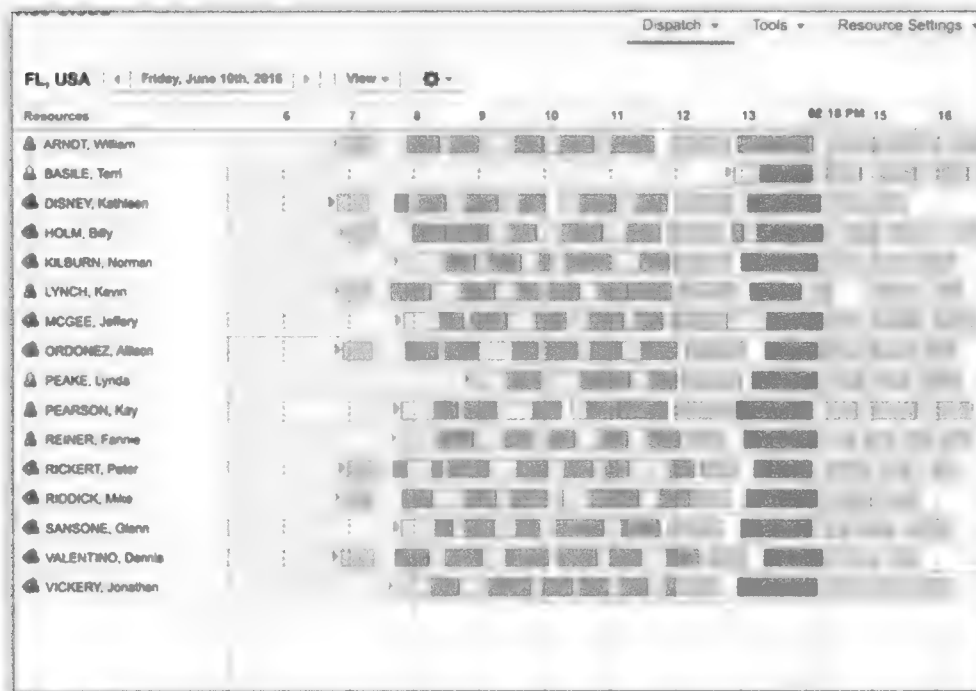 Dispatch Tools Resource Settings
FL, USA Friday, June 10th, 2016 View
Resources 6 7 8 9 10 11 12 13 02:18 PM 15 16
ARNDT, William
BASILE, Terri
DISNEY, Kathleen
HOLM, Billy
KILBURN, Norman
LYNCH, Kevin
MCGEE, Jeffery
ORDONEZ, Allison
PEAKE, Lynda
PEARSON, Kay
REINER, Fannie
RICKERT, Peter
RIDDICK, Mike
SANSONE, Glenn
VALENTINO, Dennis
VICKERY, Jonathan